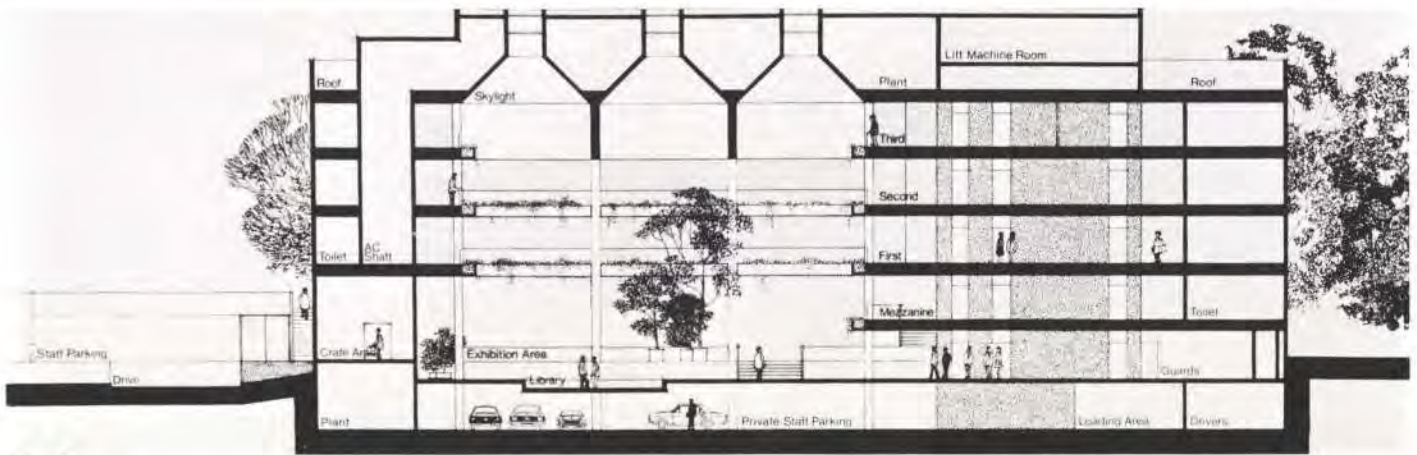 Lift Machine Room
Roof
Plant
Roof
Skylight
Third
Second
Toilet
AC
Shaft
First
Mezzanine
Toilet
Staff Parking
Crate Area
Exhibition Area
Guards
Drive
Library
Plant
Private Staff Parking
Loading Area
Drivers